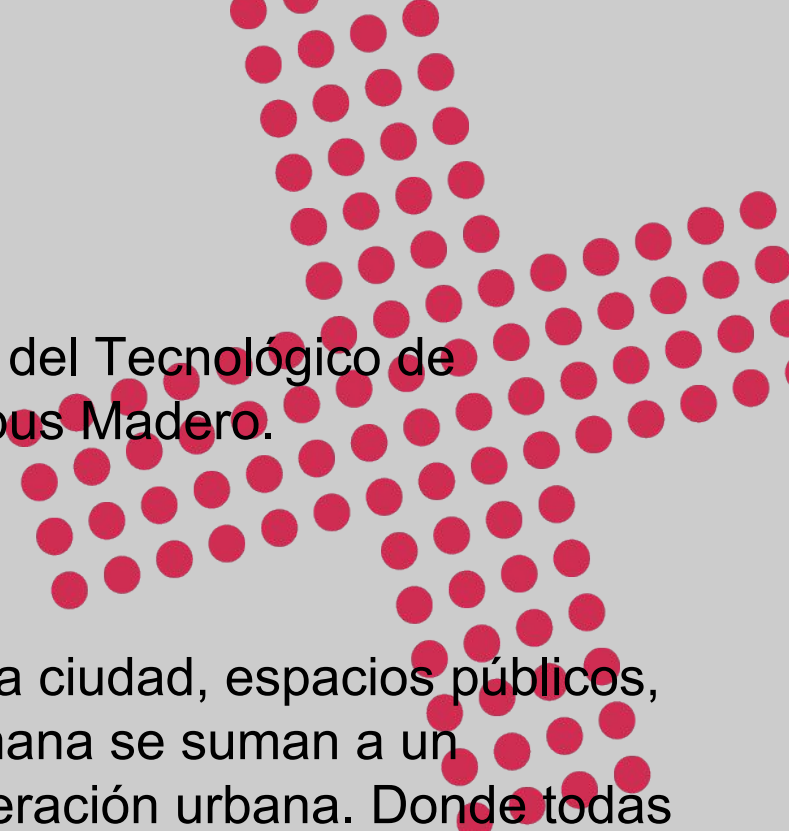 del Tecnológico de
ous Madero.
a ciudad, espacios públicos,
nana se suman a un
eración urbana. Donde todas